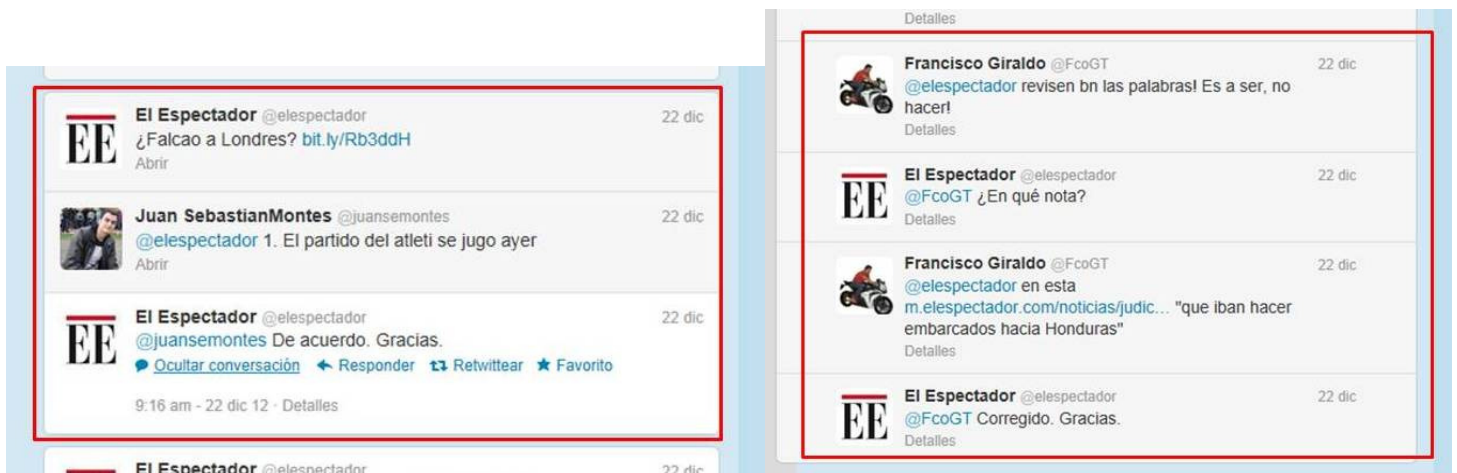 El Espectador @elespectador 22 dic
EE
¿Falcao a Londres? bit.ly/Rb3ddH
Abrir
Juan SebastianMontes @juansemontes 22 dic
@elespectador 1. El partido del atleti se jugo ayer
Abrir
El Espectador @elespectador 22 dic
EE
@juansemontes De acuerdo. Gracias.
Ocultar conversación Responder Retwittear Favorito
9:16 am - 22 dic 12 · Detalles
El Espectador @elespectador 22 dic
Detalles
Francisco Giraldo @FcoGT 22 dic
@elespectador revisen bn las palabras! Es a ser, no
hacer!
Detalles
El Espectador @elespectador 22 dic
EE
@FcoGT ¿En qué nota?
Detalles
Francisco Giraldo @FcoGT 22 dic
@elespectador en esta
m.elespectador.com/noticias/judic... "que iban hacer
embarcados hacia Honduras"
Detalles
El Espectador @elespectador 22 dic
EE
@FcoGT Corregido. Gracias.
Detalles